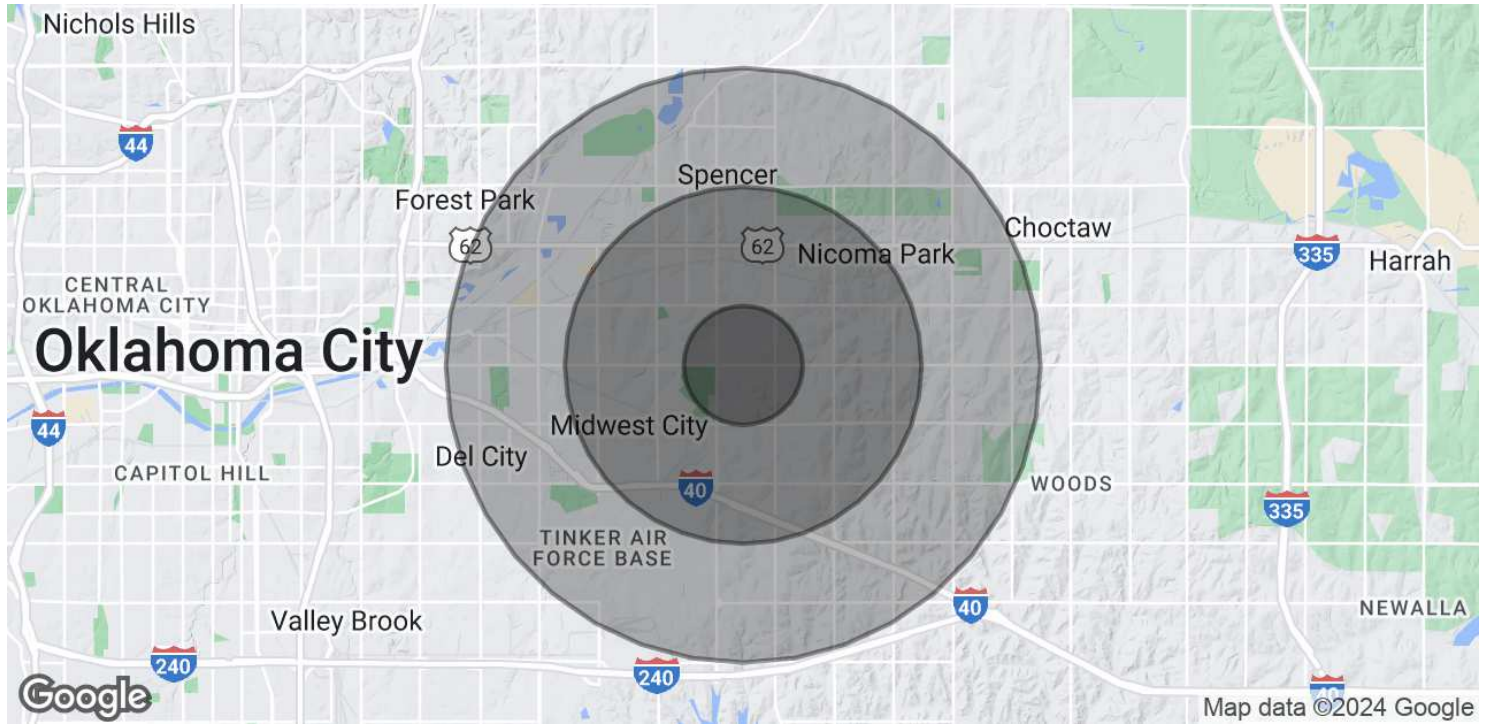 Nichols Hills
44
Spencer
Forest Park
62
62
Choctaw
Nicoma Park
335
Harrah
CENTRAL
OKLAHOMA CITY
Oklahoma City
44
Midwest City
Del City
CAPITOL HILL
40
WOODS
335
TINKER AIR
FORCE BASE
40
NEWALLA
Valley Brook
240
240
40
Google
Map data ©2024 Google